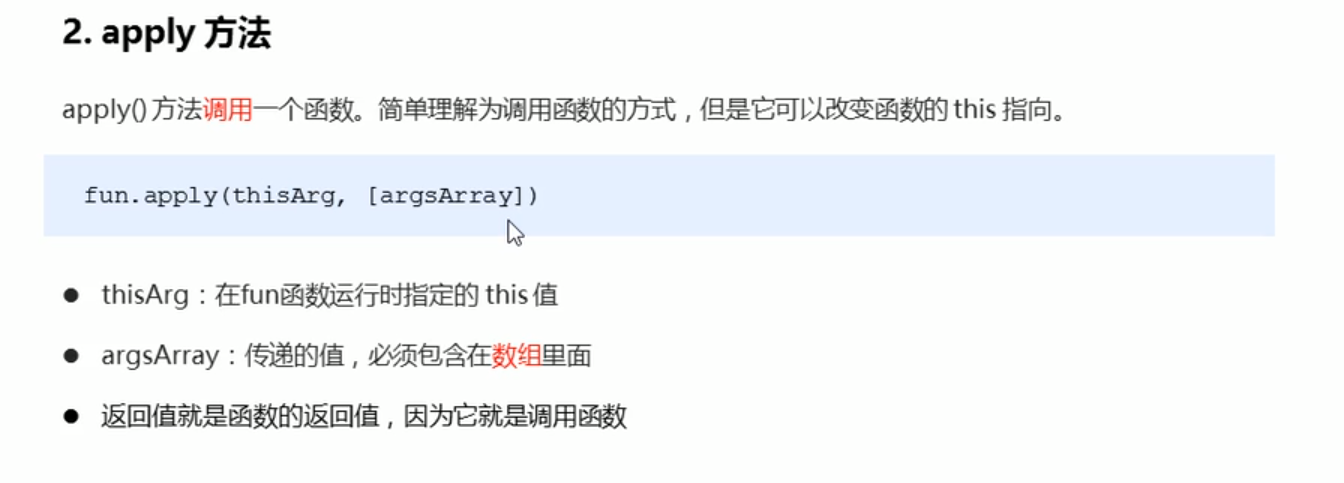 2. apply 方法
apply() 方法调用一个函数。简单理解为调用函数的方式，但是它可以改变函数的 this 指向。
fun.apply(thisArg, [argsArray])
● thisArg：在fun函数运行时指定的 this 值
● argsArray：传递的值，必须包含在数组里面
● 返回值就是函数的返回值，因为它就是调用函数